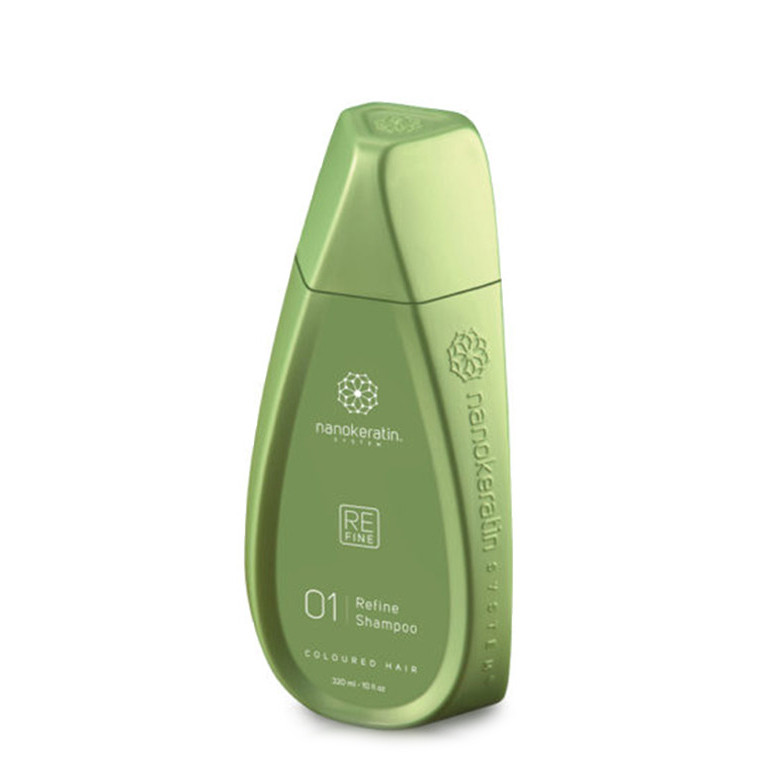 nanokeratin.
SYSTEM
RE
FINE
01 Refine
Shampoo
COLOURED HAIR
320 ml - 10 fl oz
nanokeratin SYSTEM